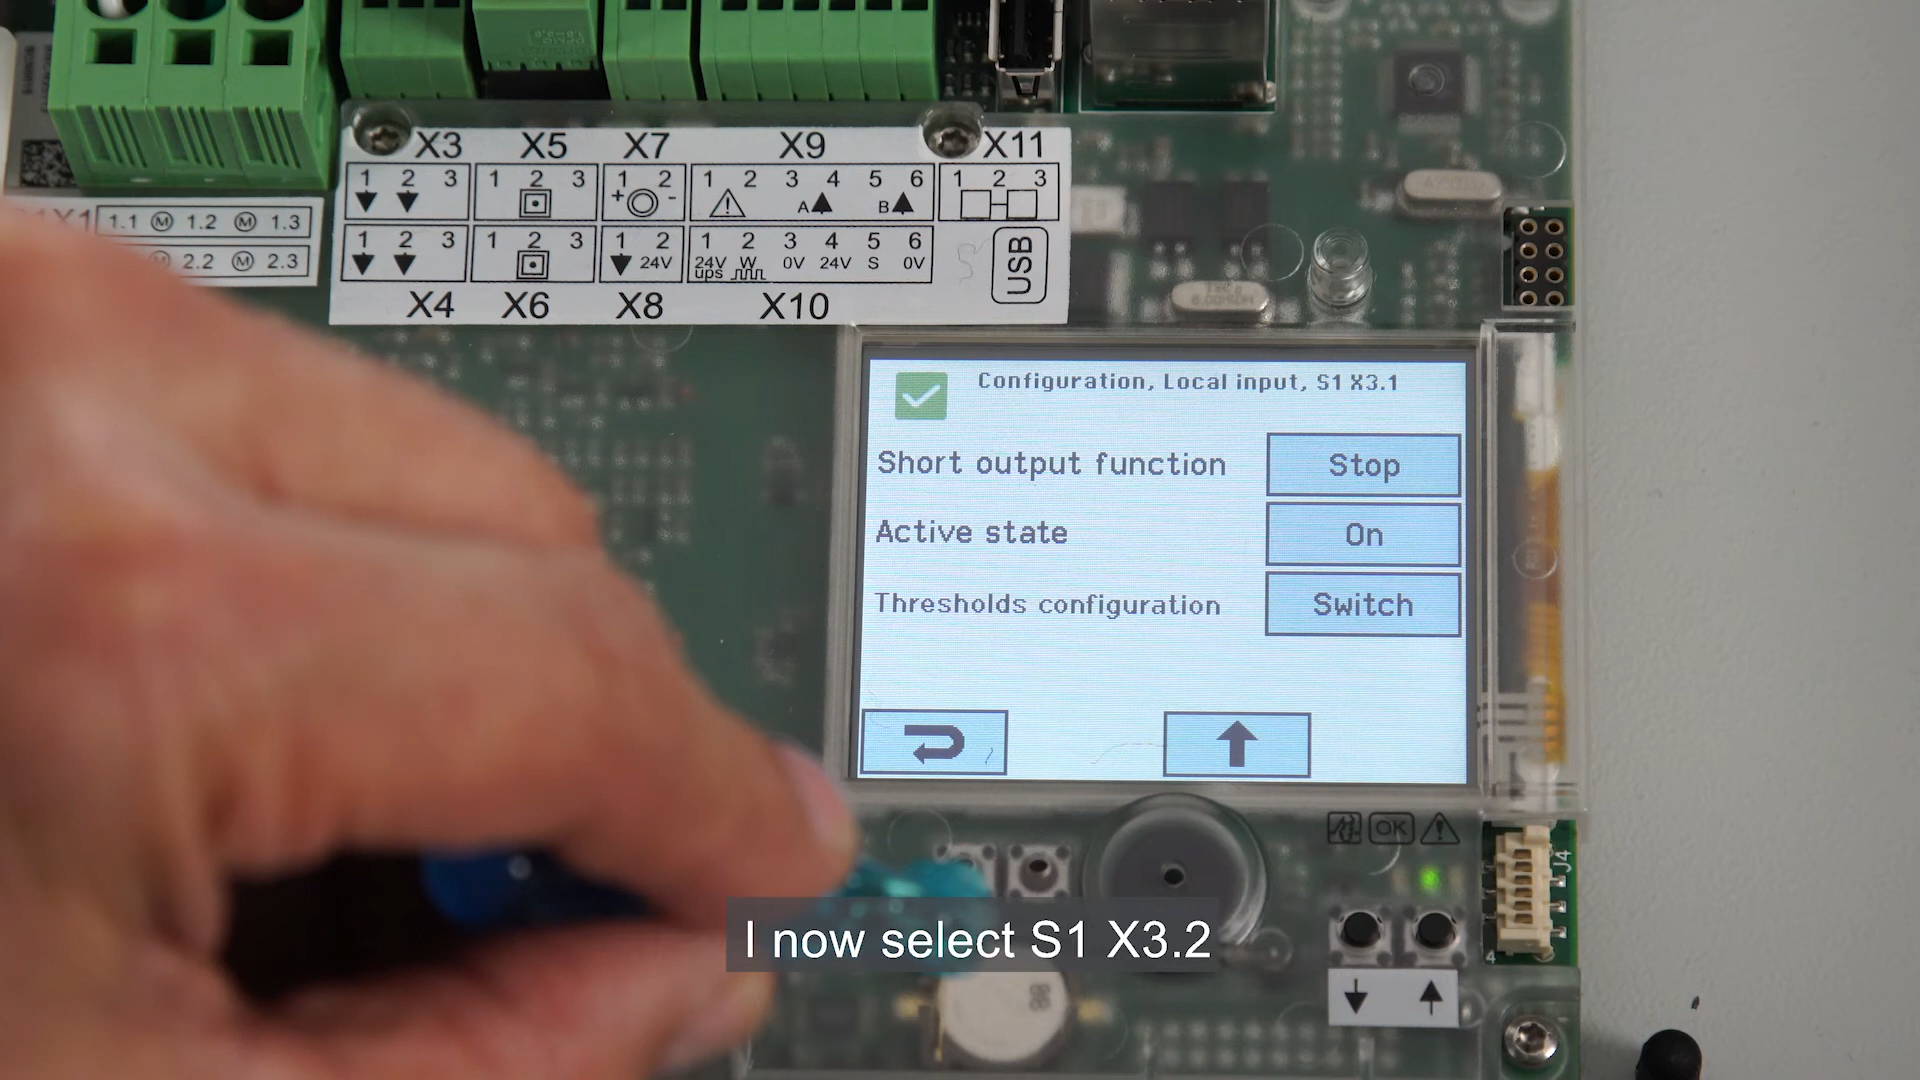 X3 X5 X7 X9 X11
1 2 3 1 2 3 1 2 1 2 3 4 5 6 1 2 3
+ - A B
1 2 3 1 2 3 1 2 1 2 3 4 5 6
24V 24V W 0V 24V S 0V
ups
USB
X4 X6 X8 X10
X1 1.1 M 1.2 M 1.3
2.2 M 2.3
Configuration, Local input, S1 X3.1
Short output function Stop
Active state On
Thresholds configuration Switch
OK
J4
4
I now select S1 X3.2